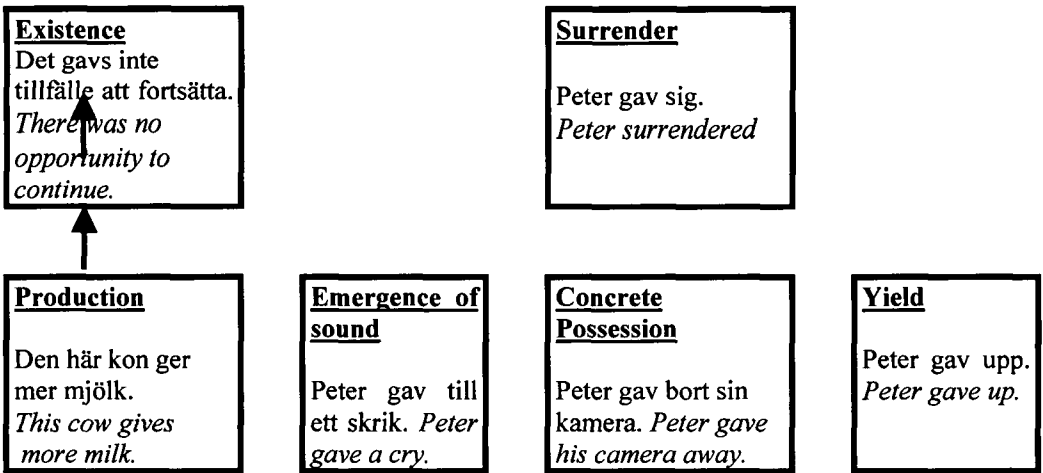 Existence
Det gavs inte
tillfälle att fortsätta.
There was no
opportunity to
continue.
Surrender
Peter gav sig.
Peter surrendered
Production
Den här kon ger
mer mjölk.
This cow gives
more milk.
Emergence of
sound
Peter gav till
ett skrik. Peter
gave a cry.
Concrete
Possession
Peter gav bort sin
kamera. Peter gave
his camera away.
Yield
Peter gav upp.
Peter gave up.